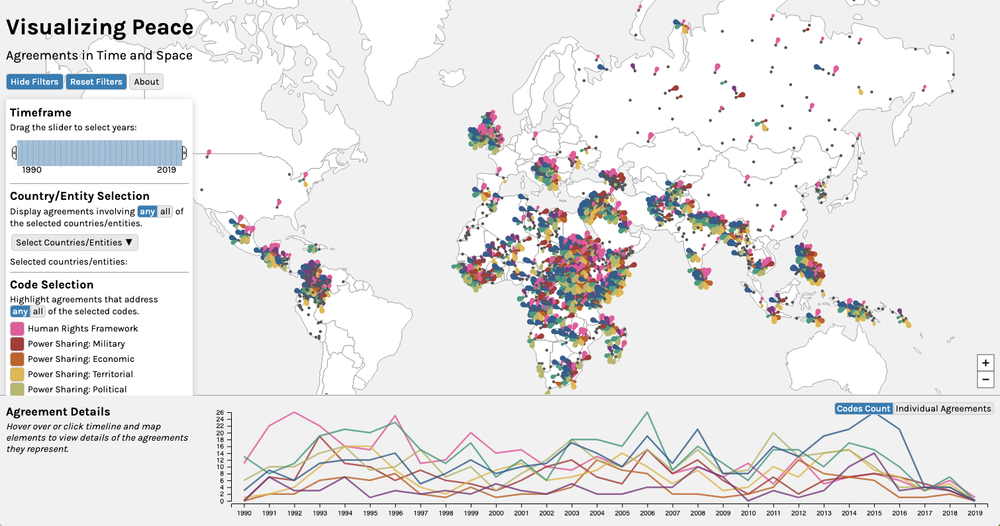 Visualizing Peace
Agreements in Time and Space
Hide Filters Reset Filters About
Timeframe
Drag the slider to select years:
1990 2019
Country/Entity Selection
Display agreements involving any all of
the selected countries/entities.
Select Countries/Entities ▼
Selected countries/entities:
Code Selection
Highlight agreements that address
any all of the selected codes.
Human Rights Framework
Power Sharing: Military
Power Sharing: Economic
Power Sharing: Territorial
Power Sharing: Political
+
−
Agreement Details
Hover over or click timeline and map
elements to view details of the agreements
they represent.
Codes Count Individual Agreements
26
24
22
20
18
16
14
12
10
8
6
4
2
0
1990 1991 1992 1993 1994 1995 1996 1997 1998 1999 2000 2001 2002 2003 2004 2005 2006 2007 2008 2009 2010 2011 2012 2013 2014 2015 2016 2017 2018 2019